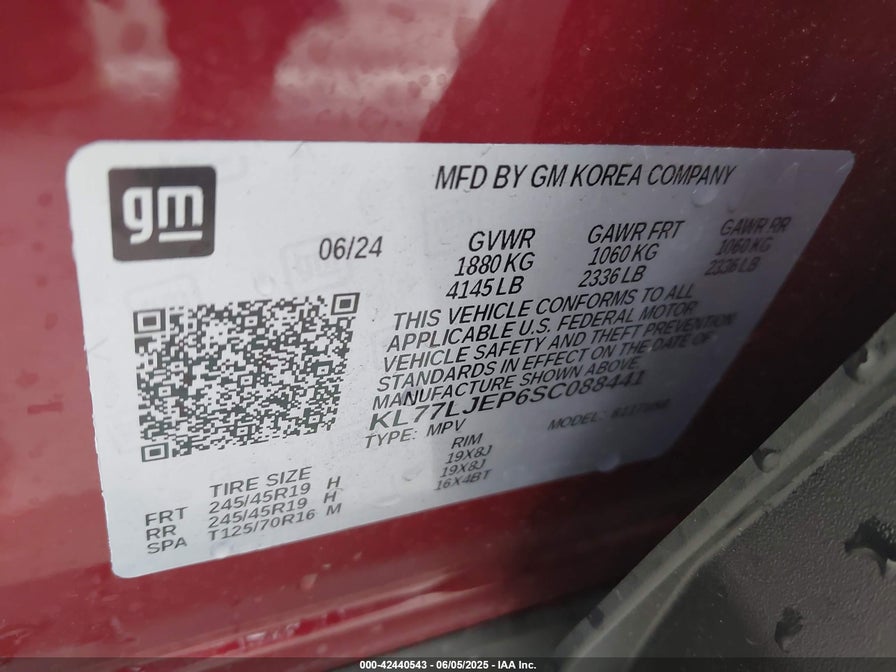 gm
MFD BY GM KOREA COMPANY
06/24
GVWR GAWR FRT GAWR RR
1880 KG 1060 KG 1060 KG
4145 LB 2336 LB 2336 LB
THIS VEHICLE CONFORMS TO ALL
APPLICABLE U.S. FEDERAL MOTOR
VEHICLE SAFETY AND THEFT PREVENTION
STANDARDS IN EFFECT ON THE DATE OF
MANUFACTURE SHOWN ABOVE.
KL77LJEP6SC088441
TYPE: MPV MODEL:
TIRE SIZE RIM
FRT 245/45R19 H 19X8J
RR 245/45R19 H 19X8J
SPA T125/70R16 M 16X4BT
000-42440543 - 06/05/2025 - IAA Inc.